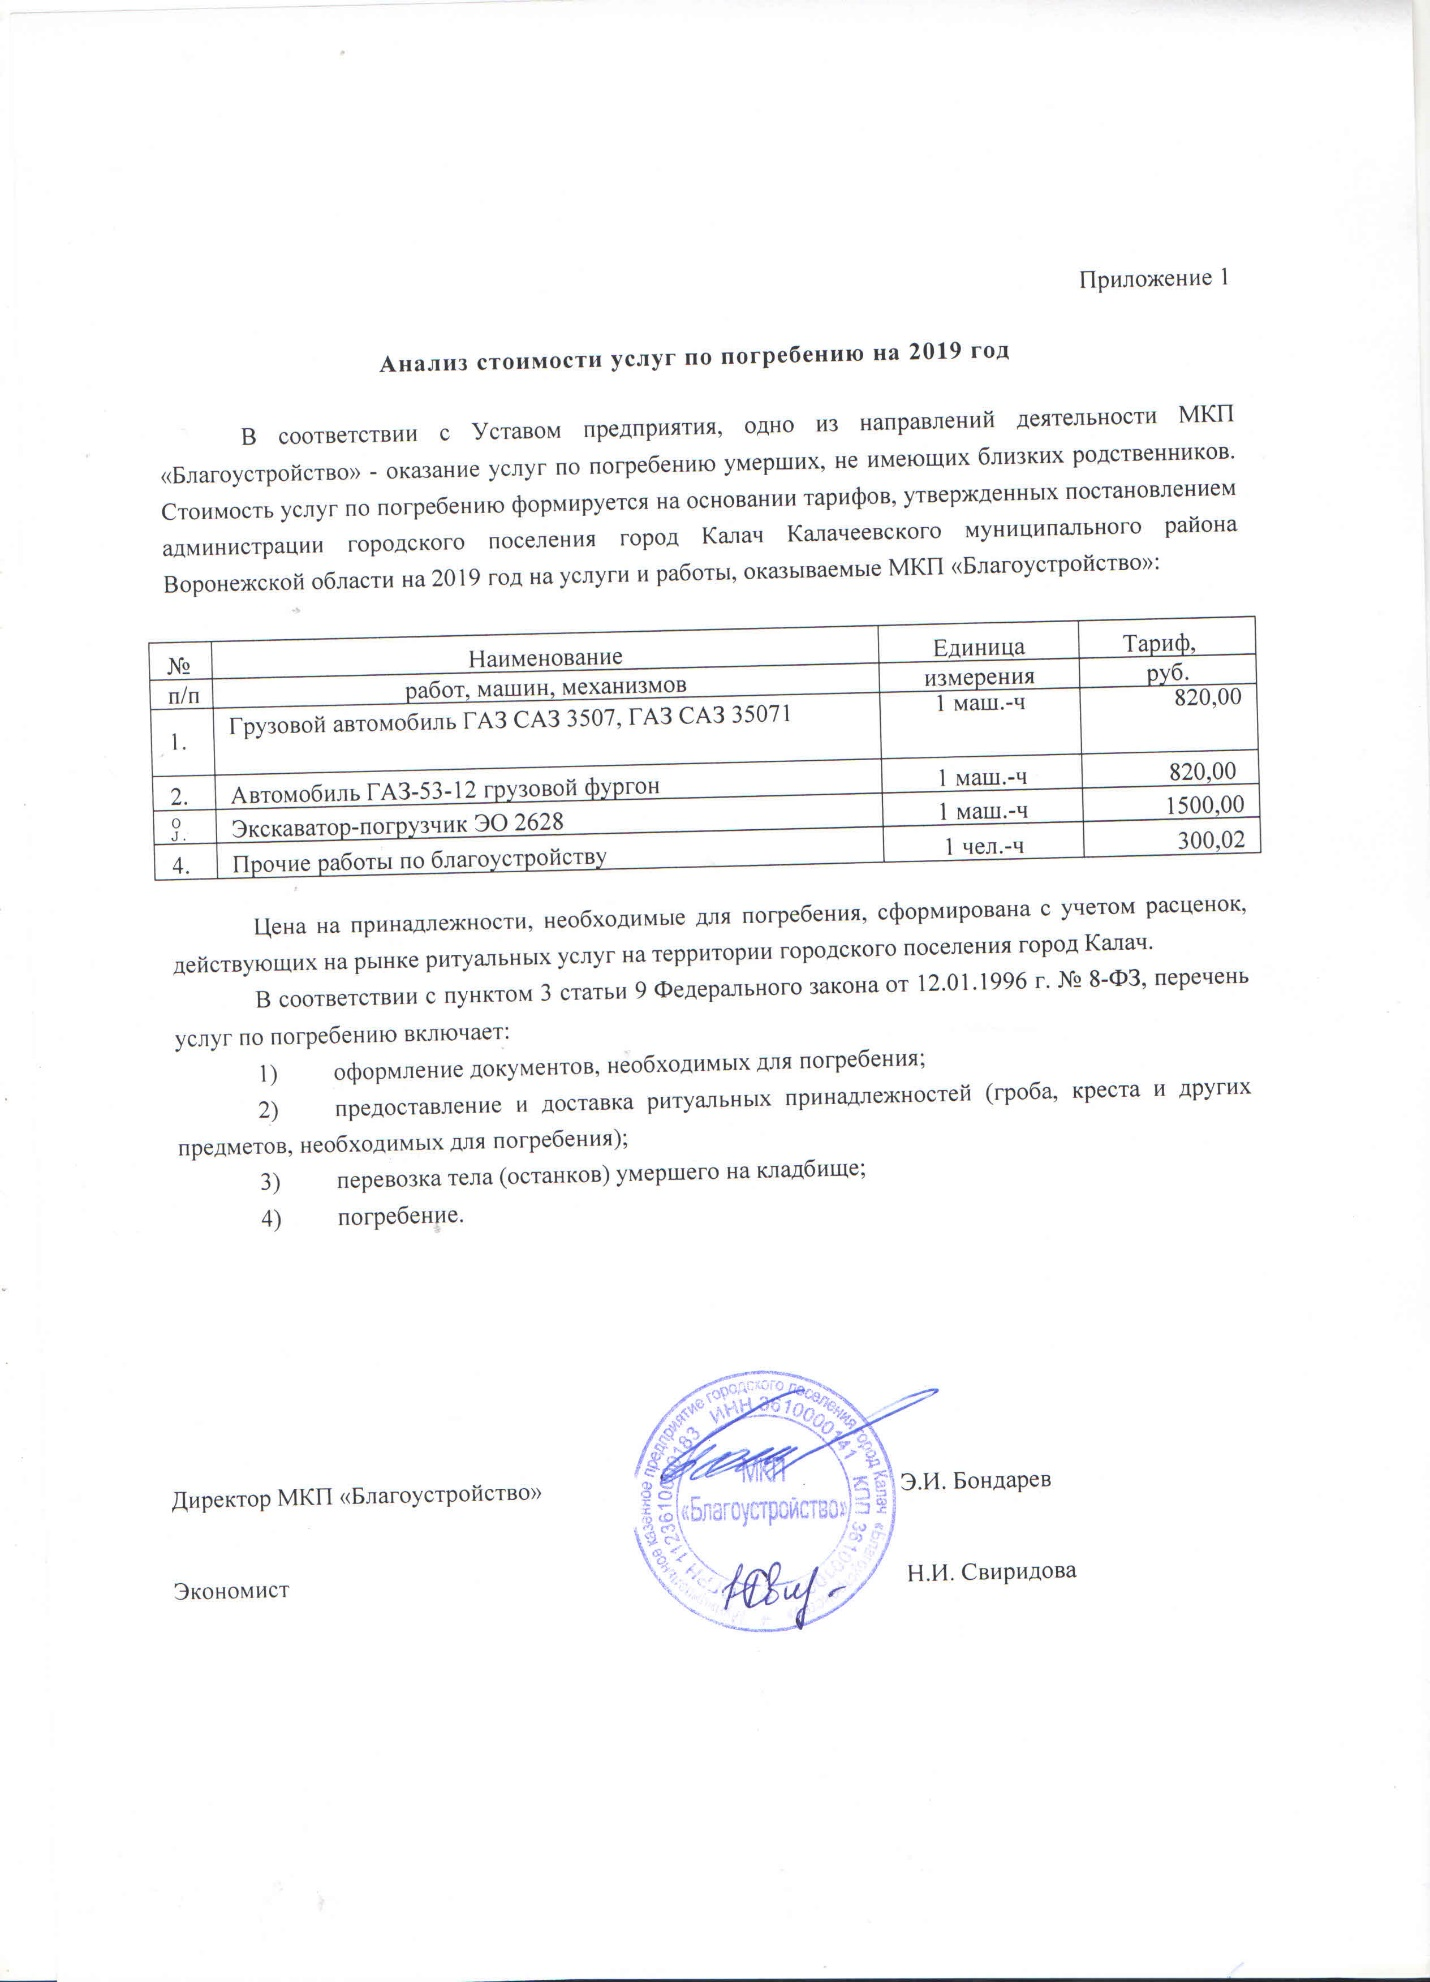 Приложение 1
Анализ стоимости услуг по погребению на 2019 год
В соответствии с Уставом предприятия, одно из направлений деятельности МКП
«Благоустройство» - оказание услуг по погребению умерших, не имеющих близких родственников.
Стоимость услуг по погребению формируется на основании тарифов, утвержденных постановлением
администрации городского поселения город Калач Калачеевского муниципального района
Воронежской области на 2019 год на услуги и работы, оказываемые МКП «Благоустройство»:
№ Наименование Единица Тариф,
п/п работ, машин, механизмов измерения руб.
1. Грузовой автомобиль ГАЗ САЗ 3507, ГАЗ САЗ 35071 1 маш.-ч 820,00
2. Автомобиль ГАЗ-53-12 грузовой фургон 1 маш.-ч 820,00
Экскаватор-погрузчик ЭО 2628 1 маш.-ч 1500,00
4. Прочие работы по благоустройству 1 чел.-ч 300,02
Цена на принадлежности, необходимые для погребения, сформирована с учетом расценок,
действующих на рынке ритуальных услуг на территории городского поселения город Калач.
В соответствии с пунктом 3 статьи 9 Федерального закона от 12.01.1996 г. № 8-ФЗ, перечень
услуг по погребению включает:
1) оформление документов, необходимых для погребения;
2) предоставление и доставка ритуальных принадлежностей (гроба, креста и других
предметов, необходимых для погребения);
3) перевозка тела (останков) умершего на кладбище;
4) погребение.
казенное предприятие городского поселения город Калач
ИНН 3610000141 КПП
МКП
«Благоустройство»
Директор МКП «Благоустройство» Э.И. Бондарев
Экономист Н.И. Свиридова